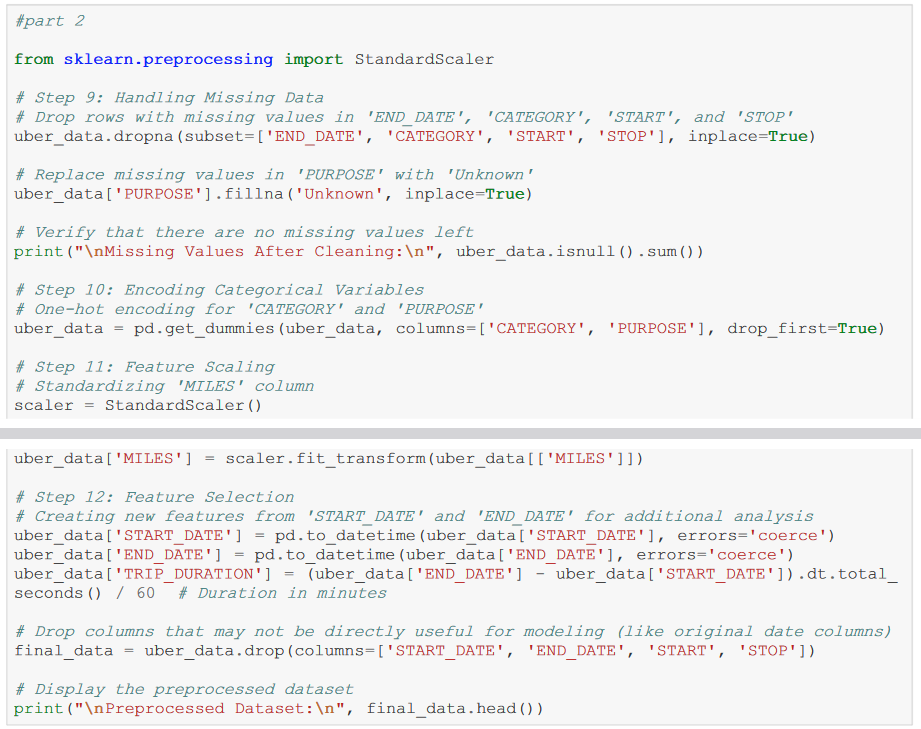 #part 2
from sklearn.preprocessing import StandardScaler
# Step 9: Handling Missing Data
# Drop rows with missing values in 'END_DATE', 'CATEGORY', 'START', and 'STOP'
uber_data.dropna(subset=['END_DATE', 'CATEGORY', 'START', 'STOP'], inplace=True)
# Replace missing values in 'PURPOSE' with 'Unknown'
uber_data['PURPOSE'].fillna('Unknown', inplace=True)
# Verify that there are no missing values left
print("\nMissing Values After Cleaning:\n", uber_data.isnull().sum())
# Step 10: Encoding Categorical Variables
# One-hot encoding for 'CATEGORY' and 'PURPOSE'
uber_data = pd.get_dummies(uber_data, columns=['CATEGORY', 'PURPOSE'], drop_first=True)
# Step 11: Feature Scaling
# Standardizing 'MILES' column
scaler = StandardScaler()
uber_data['MILES'] = scaler.fit_transform(uber_data[['MILES']])
# Step 12: Feature Selection
# Creating new features from 'START_DATE' and 'END_DATE' for additional analysis
uber_data['START_DATE'] = pd.to_datetime(uber_data['START_DATE'], errors='coerce')
uber_data['END_DATE'] = pd.to_datetime(uber_data['END_DATE'], errors='coerce')
uber_data['TRIP_DURATION'] = (uber_data['END_DATE'] - uber_data['START_DATE']).dt.total_
seconds() / 60  # Duration in minutes
# Drop columns that may not be directly useful for modeling (like original date columns)
final_data = uber_data.drop(columns=['START_DATE', 'END_DATE', 'START', 'STOP'])
# Display the preprocessed dataset
print("\nPreprocessed Dataset:\n", final_data.head())